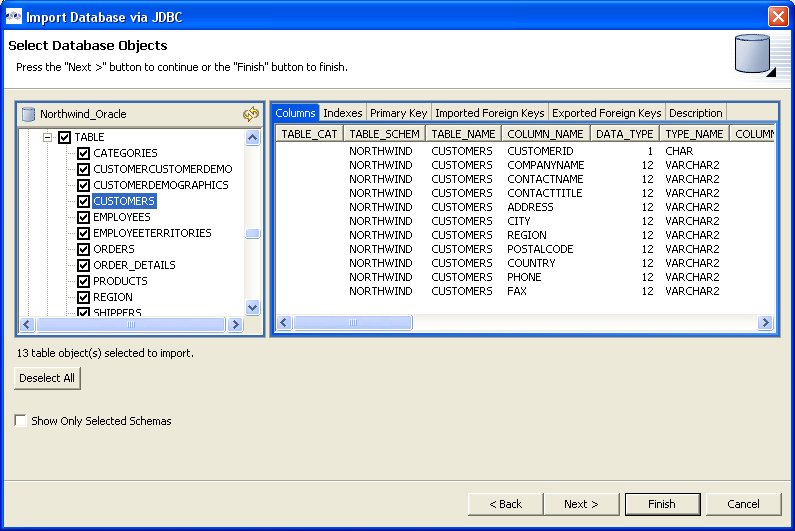 Import Database via JDBC
Select Database Objects
Press the "Next >" button to continue or the "Finish" button to finish.
Northwind_Oracle
TABLE
CATEGORIES
CUSTOMERCUSTOMERDEMO
CUSTOMERDEMOGRAPHICS
CUSTOMERS
EMPLOYEES
EMPLOYEETERRITORIES
ORDERS
ORDER_DETAILS
PRODUCTS
REGION
SHIPPERS
Columns Indexes Primary Key Imported Foreign Keys Exported Foreign Keys Description
TABLE_CAT TABLE_SCHEM TABLE_NAME COLUMN_NAME DATA_TYPE TYPE_NAME COLUMN
NORTHWIND CUSTOMERS CUSTOMERID 1 CHAR
NORTHWIND CUSTOMERS COMPANYNAME 12 VARCHAR2
NORTHWIND CUSTOMERS CONTACTNAME 12 VARCHAR2
NORTHWIND CUSTOMERS CONTACTTITLE 12 VARCHAR2
NORTHWIND CUSTOMERS ADDRESS 12 VARCHAR2
NORTHWIND CUSTOMERS CITY 12 VARCHAR2
NORTHWIND CUSTOMERS REGION 12 VARCHAR2
NORTHWIND CUSTOMERS POSTALCODE 12 VARCHAR2
NORTHWIND CUSTOMERS COUNTRY 12 VARCHAR2
NORTHWIND CUSTOMERS PHONE 12 VARCHAR2
NORTHWIND CUSTOMERS FAX 12 VARCHAR2
13 table object(s) selected to import.
Deselect All
Show Only Selected Schemas
< Back Next > Finish Cancel